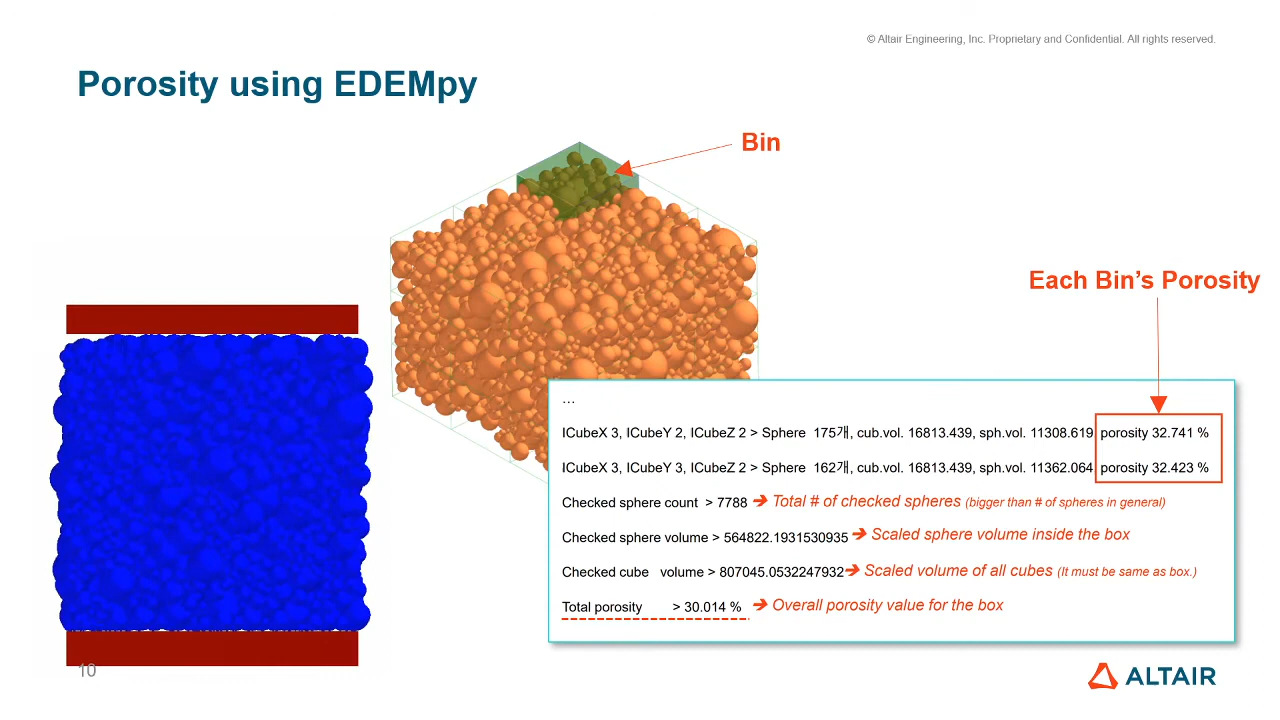 © Altair Engineering, Inc. Proprietary and Confidential. All rights reserved.
Porosity using EDEMpy
Bin
Each Bin’s Porosity
…
ICubeX 3, ICubeY 2, ICubeZ 2 > Sphere  175개, cub.vol. 16813.439, sph.vol. 11308.619, porosity 32.741 %
ICubeX 3, ICubeY 3, ICubeZ 2 > Sphere  162개, cub.vol. 16813.439, sph.vol. 11362.064, porosity 32.423 %
Checked sphere count  > 7788 ➔ Total # of checked spheres (bigger than # of spheres in general)
Checked sphere volume > 564822.1931530935 ➔ Scaled sphere volume inside the box
Checked cube   volume > 807045.0532247932 ➔ Scaled volume of all cubes (It must be same as box.)
Total porosity        > 30.014 % ➔ Overall porosity value for the box
10
ALTAIR